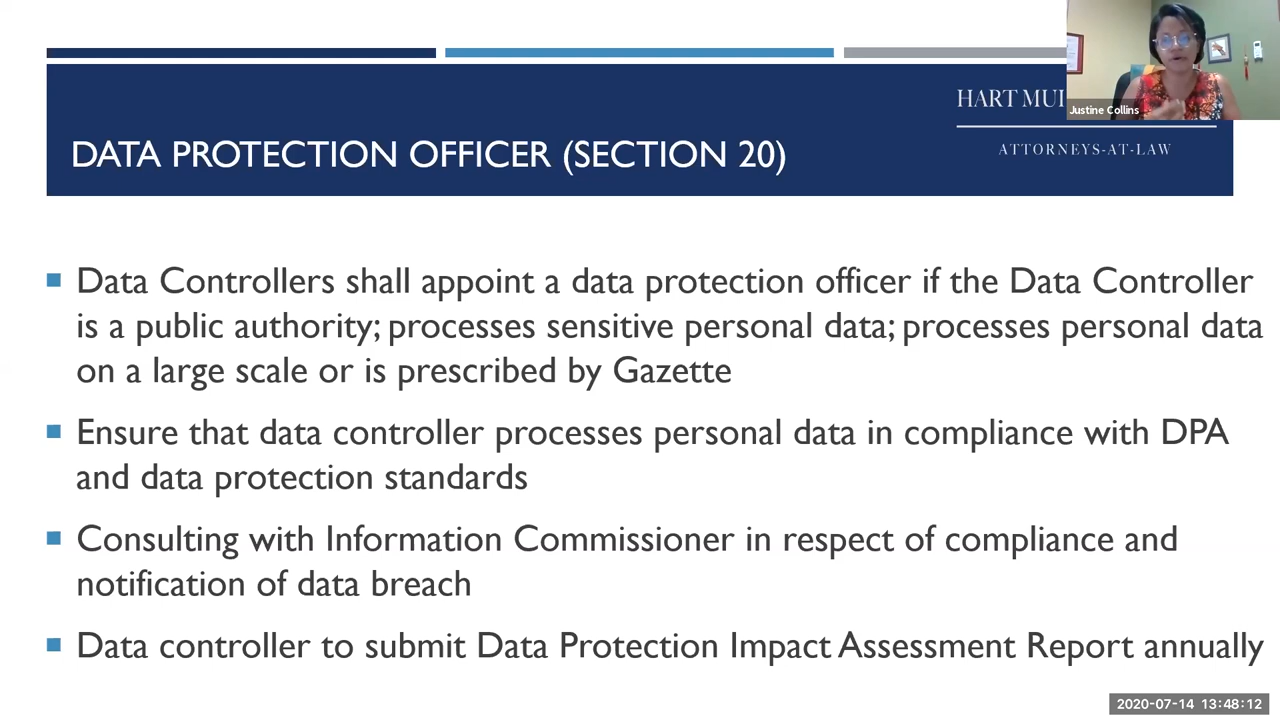 HART MUI
DATA PROTECTION OFFICER (SECTION 20)
ATTORNEYS-AT-LAW
Justine Collins
■ Data Controllers shall appoint a data protection officer if the Data Controller
is a public authority; processes sensitive personal data; processes personal data
on a large scale or is prescribed by Gazette
■ Ensure that data controller processes personal data in compliance with DPA
and data protection standards
■ Consulting with Information Commissioner in respect of compliance and
notification of data breach
■ Data controller to submit Data Protection Impact Assessment Report annually
2020-07-14 13:48:12